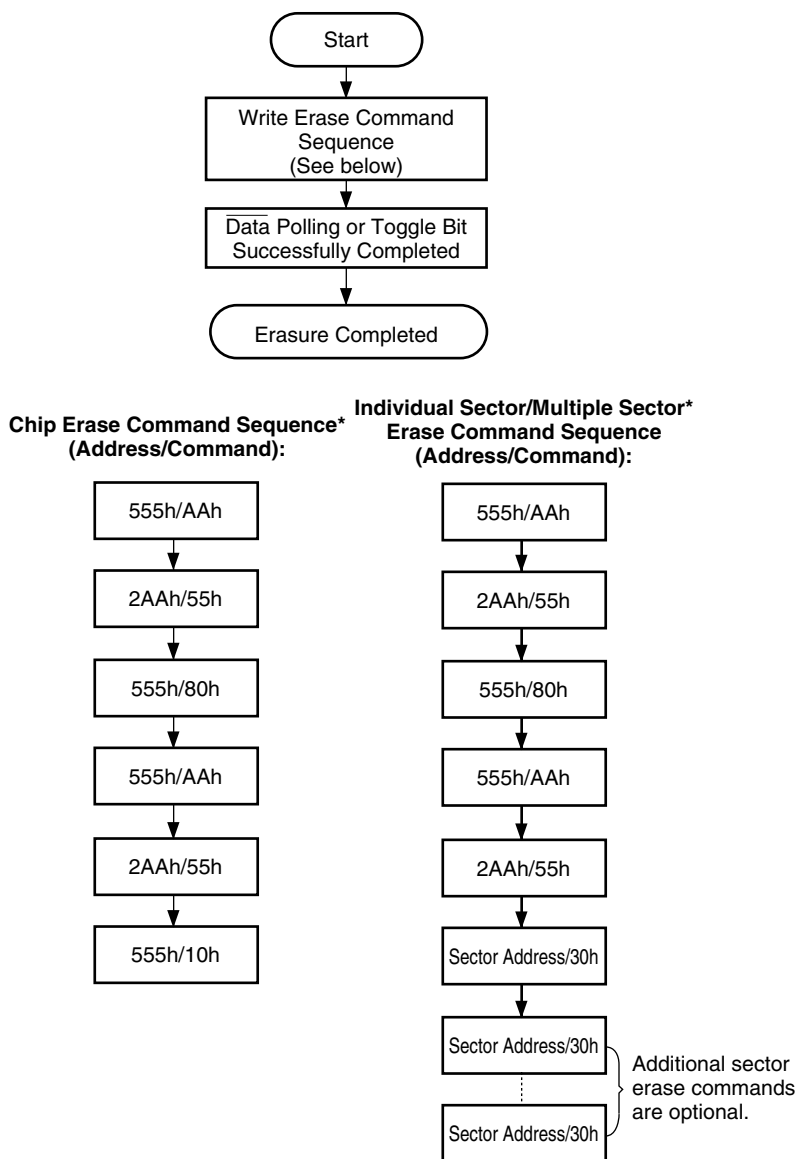 Start
Write Erase Command
Sequence
(See below)
Data Polling or Toggle Bit
Successfully Completed
Erasure Completed
Chip Erase Command Sequence*
(Address/Command):
555h/AAh
2AAh/55h
555h/80h
555h/AAh
2AAh/55h
555h/10h
Individual Sector/Multiple Sector*
Erase Command Sequence
(Address/Command):
555h/AAh
2AAh/55h
555h/80h
555h/AAh
2AAh/55h
Sector Address/30h
Sector Address/30h
Sector Address/30h
Additional sector
erase commands
are optional.